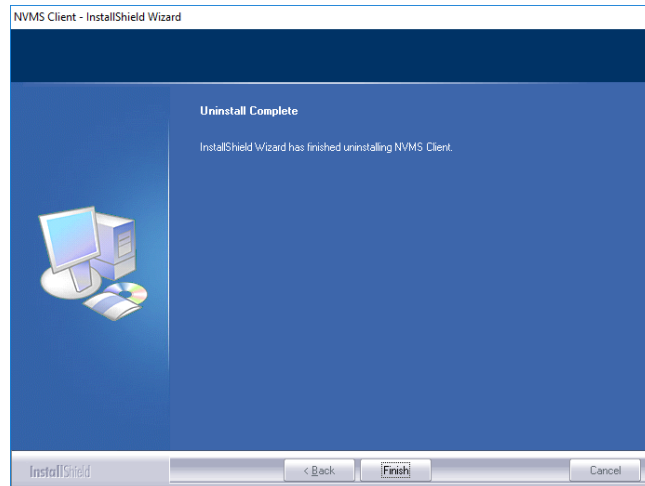 NVMS Client - InstallShield Wizard
Uninstall Complete
InstallShield Wizard has finished uninstalling NVMS Client.
InstallShield
< Back
Finish
Cancel